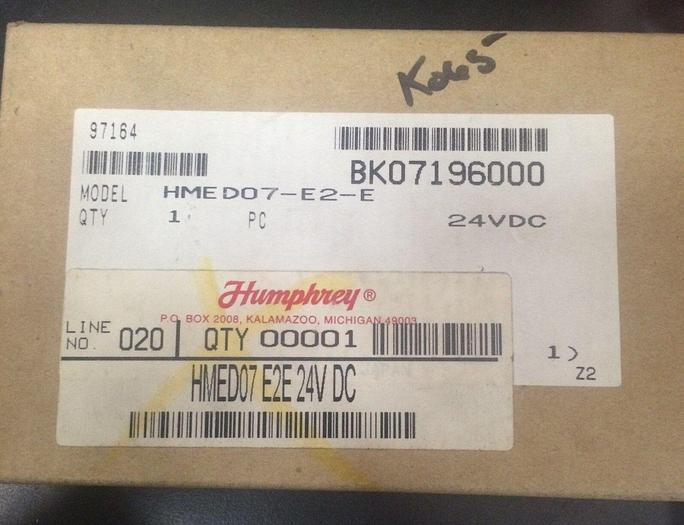 97164
BK07196000
MODEL HMED07-E2-E
QTY 1 PC 24VDC
Humphrey®
P.O. BOX 2008, KALAMAZOO, MICHIGAN 49003
LINE NO. 020 QTY 00001
HMED07 E2E 24V DC
1)
Z2